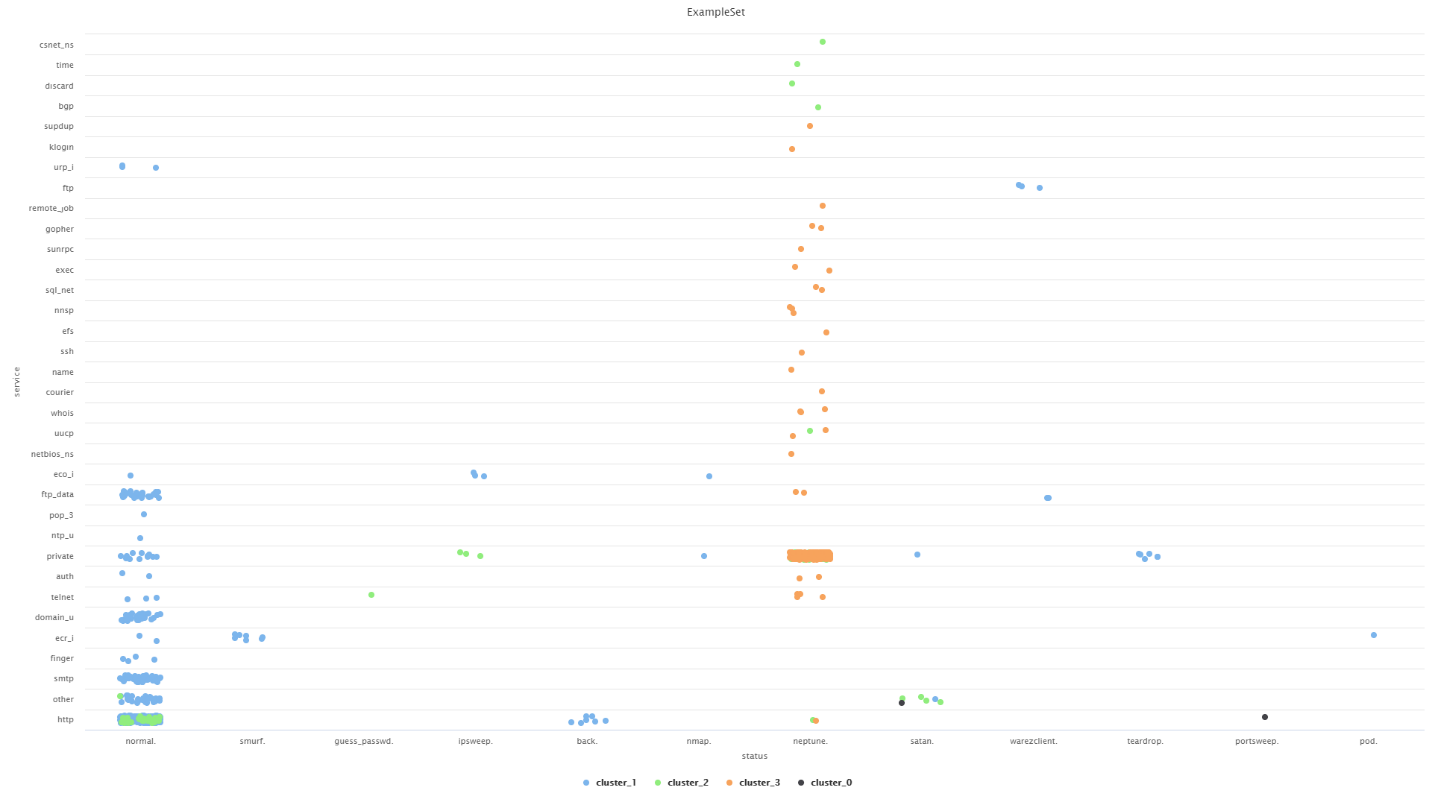 ExampleSet
csnet_ns
time
discard
bgp
supdup
klogin
urp_i
ftp
remote_job
gopher
sunrpc
exec
sql_net
nnsp
efs
ssh
name
courier
whois
uucp
netbios_ns
eco_i
ftp_data
pop_3
ntp_u
private
auth
telnet
domain_u
ecr_i
finger
smtp
other
http
service
normal. smurf. guess_passwd. ipsweep. back. nmap. neptune. satan. warezclient. teardrop. portsweep. pod.
status
cluster_1 cluster_2 cluster_3 cluster_0